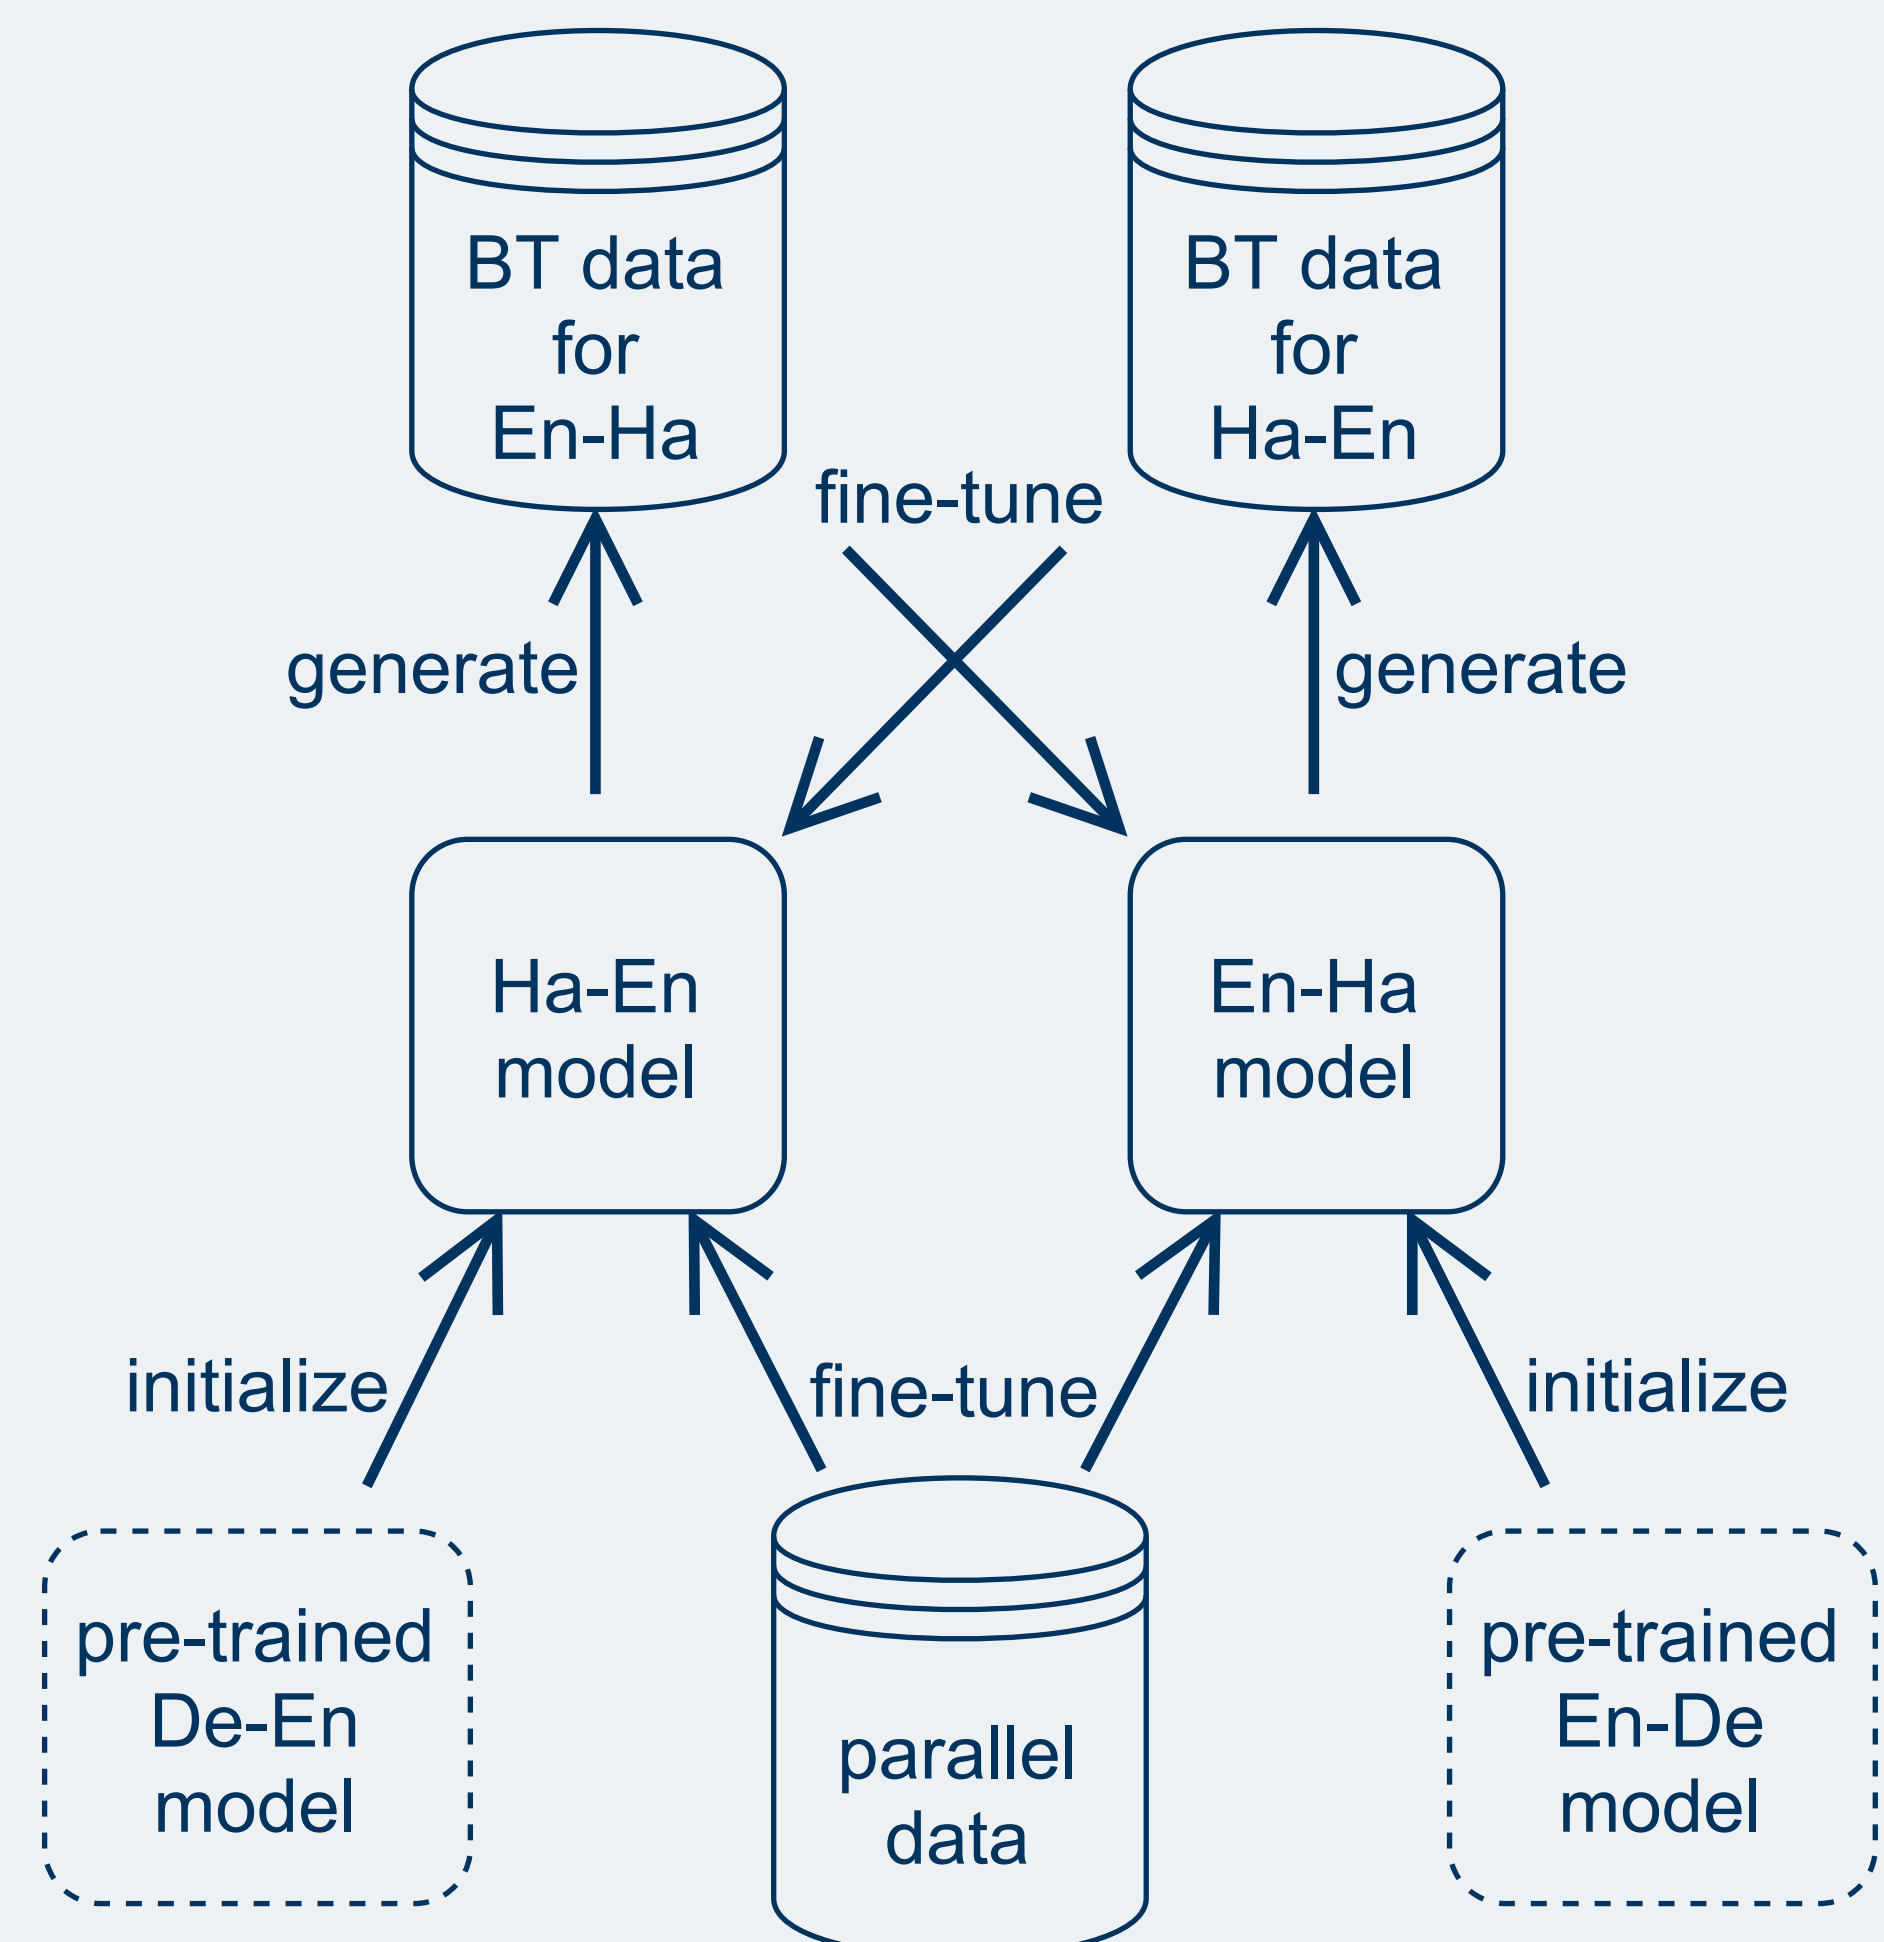 BT data
for
En-Ha
BT data
for
Ha-En
fine-tune
generate
generate
Ha-En
model
En-Ha
model
initialize
fine-tune
initialize
pre-trained
De-En
model
parallel
data
pre-trained
En-De
model